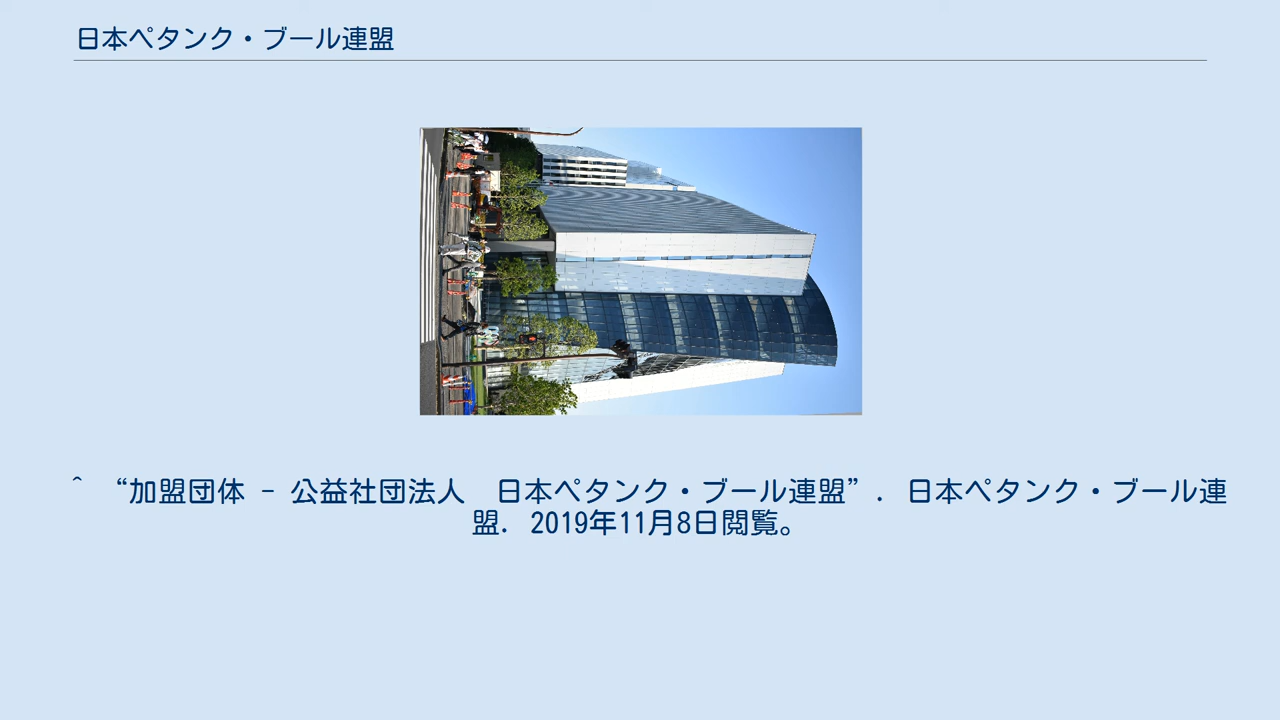 日本ペタンク・ブール連盟
^ “加盟団体 - 公益社団法人　日本ペタンク・ブール連盟”. 日本ペタンク・ブール連
盟. 2019年11月8日閲覧。